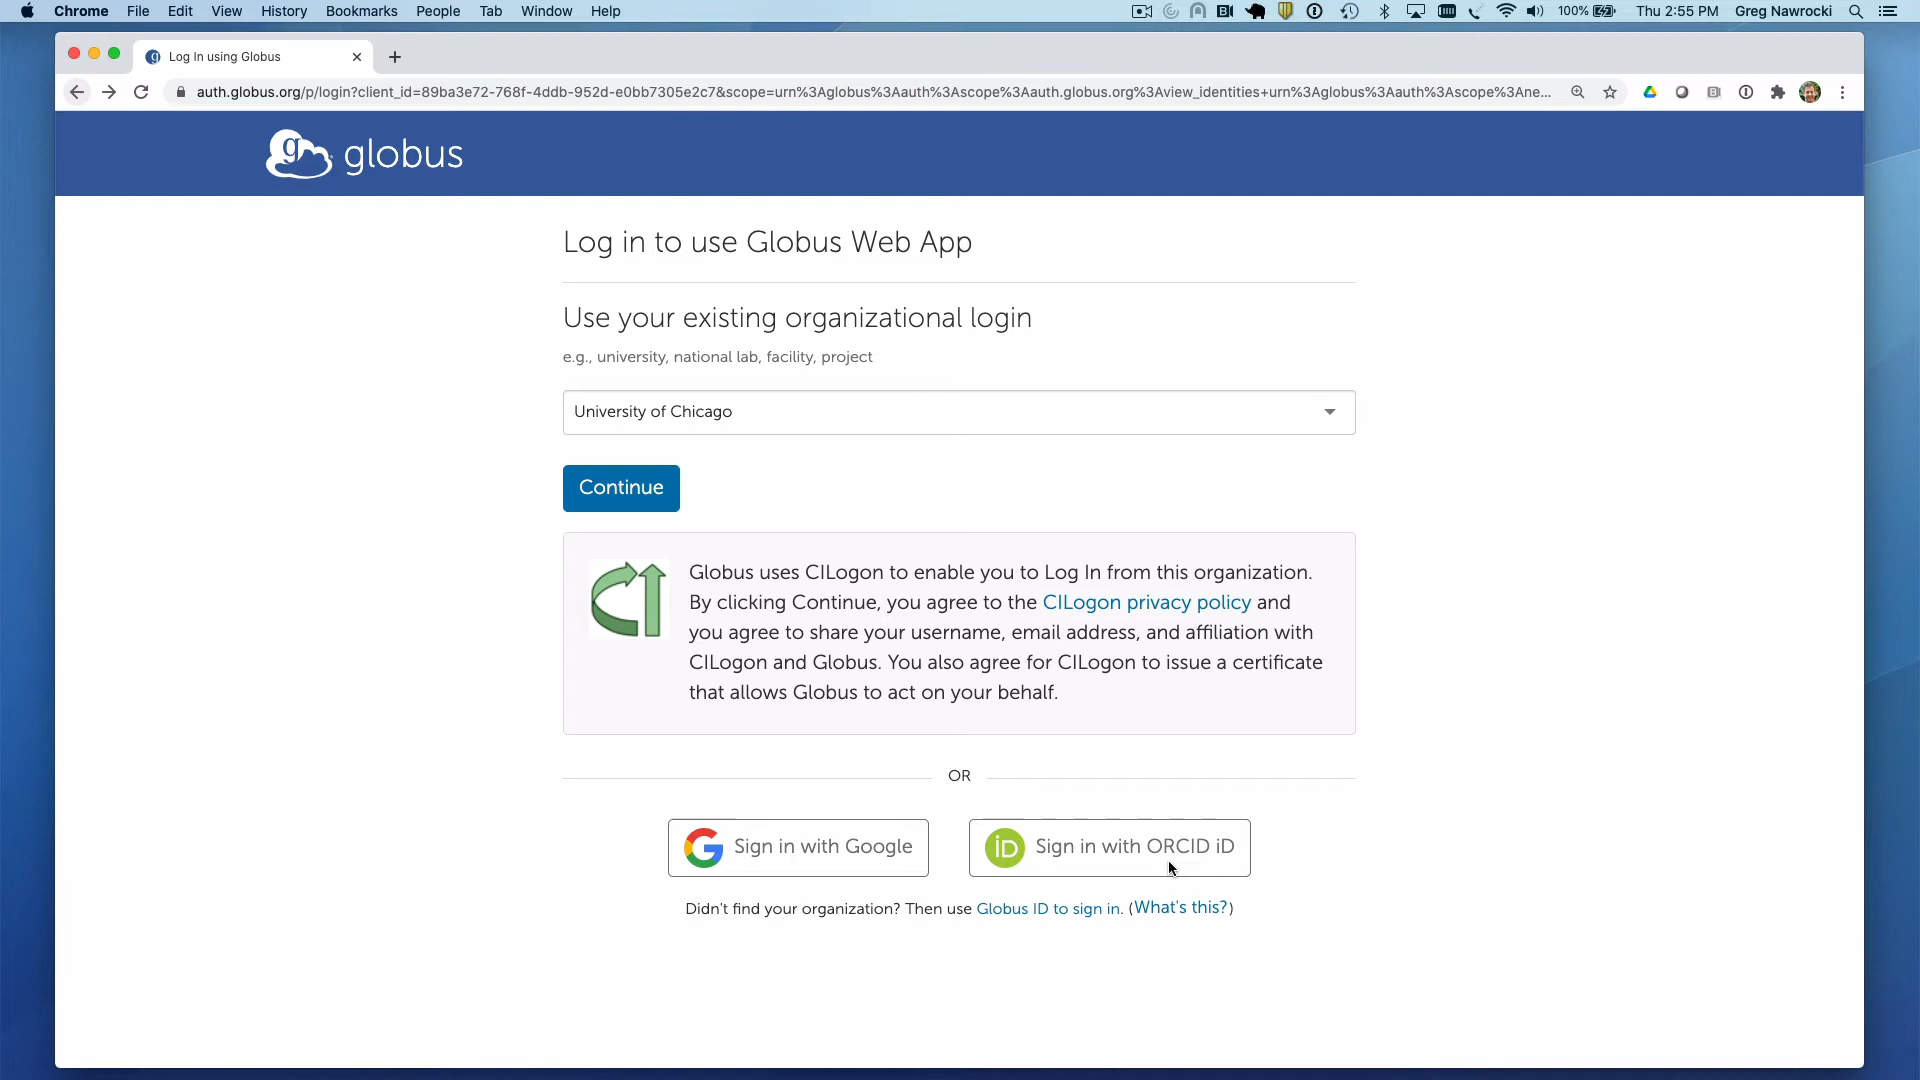 Chrome File Edit View History Bookmarks People Tab Window Help 100% Thu 2:55 PM Greg Nawrocki
Log In using Globus
auth.globus.org/p/login?client_id=89ba3e72-768f-4ddb-952d-e0bb7305e2c7&scope=urn%3Aglobus%3Aauth%3Ascope%3Aauth.globus.org%3Aview_identities+urn%3Aglobus%3Aauth%3Ascope%3Ane...
globus
Log in to use Globus Web App
Use your existing organizational login
e.g., university, national lab, facility, project
University of Chicago
Continue
Globus uses CILogon to enable you to Log In from this organization.
By clicking Continue, you agree to the CILogon privacy policy and
you agree to share your username, email address, and affiliation with
CILogon and Globus. You also agree for CILogon to issue a certificate
that allows Globus to act on your behalf.
OR
Sign in with Google
iD Sign in with ORCID iD
Didn't find your organization? Then use Globus ID to sign in. (What's this?)